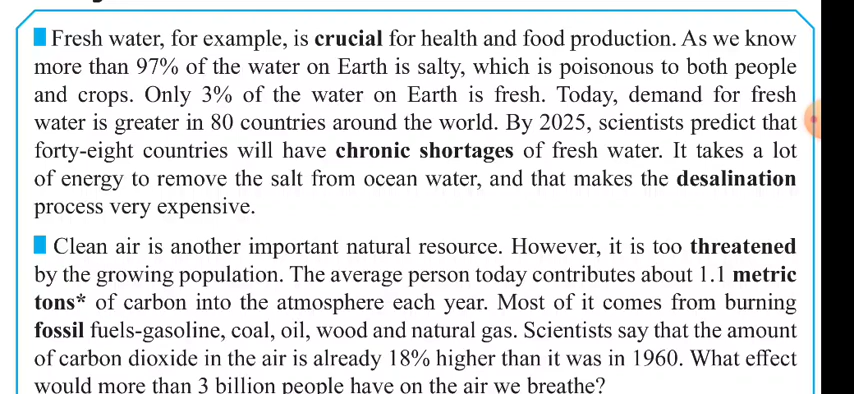 Fresh water, for example, is crucial for health and food production. As we know
more than 97% of the water on Earth is salty, which is poisonous to both people
and crops. Only 3% of the water on Earth is fresh. Today, demand for fresh
water is greater in 80 countries around the world. By 2025, scientists predict that
forty-eight countries will have chronic shortages of fresh water. It takes a lot
of energy to remove the salt from ocean water, and that makes the desalination
process very expensive.
Clean air is another important natural resource. However, it is too threatened
by the growing population. The average person today contributes about 1.1 metric
tons* of carbon into the atmosphere each year. Most of it comes from burning
fossil fuels-gasoline, coal, oil, wood and natural gas. Scientists say that the amount
of carbon dioxide in the air is already 18% higher than it was in 1960. What effect
would more than 3 billion people have on the air we breathe?